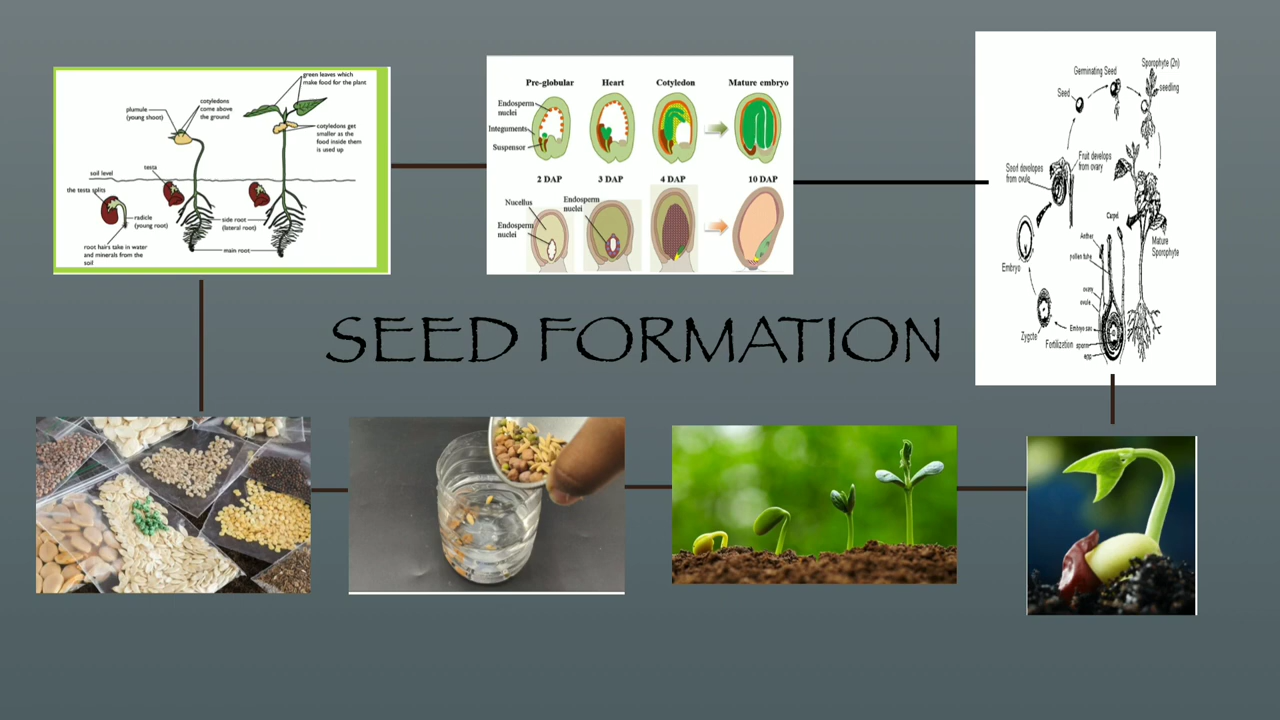 green leaves which
make food for the plant
cotyledons
come above
the ground
plumule
(young shoot)
cotyledons get
smaller as the
food inside them
is used up
testa
soil level
the testa splits
radicle
(young root)
side root
(lateral root)
root hairs take in water
and minerals from the
soil
main root
Pre-globular
Heart
Cotyledon
Mature embryo
Endosperm
nuclei
Integuments
Suspensor
2 DAP
3 DAP
4 DAP
10 DAP
Nucellus
Endosperm
nuclei
Endosperm
nuclei
Sporophyte (2n)
Germinating Seed
Seed
seedling
Fruit develops
from ovary
Seed develops
from ovule
Carpel
Anther
Mature
Sporophyte
pollen tube
Embryo
ovary
ovule
Embryo sac
Zygote
Fertilization
sperm
egg
SEED FORMATION